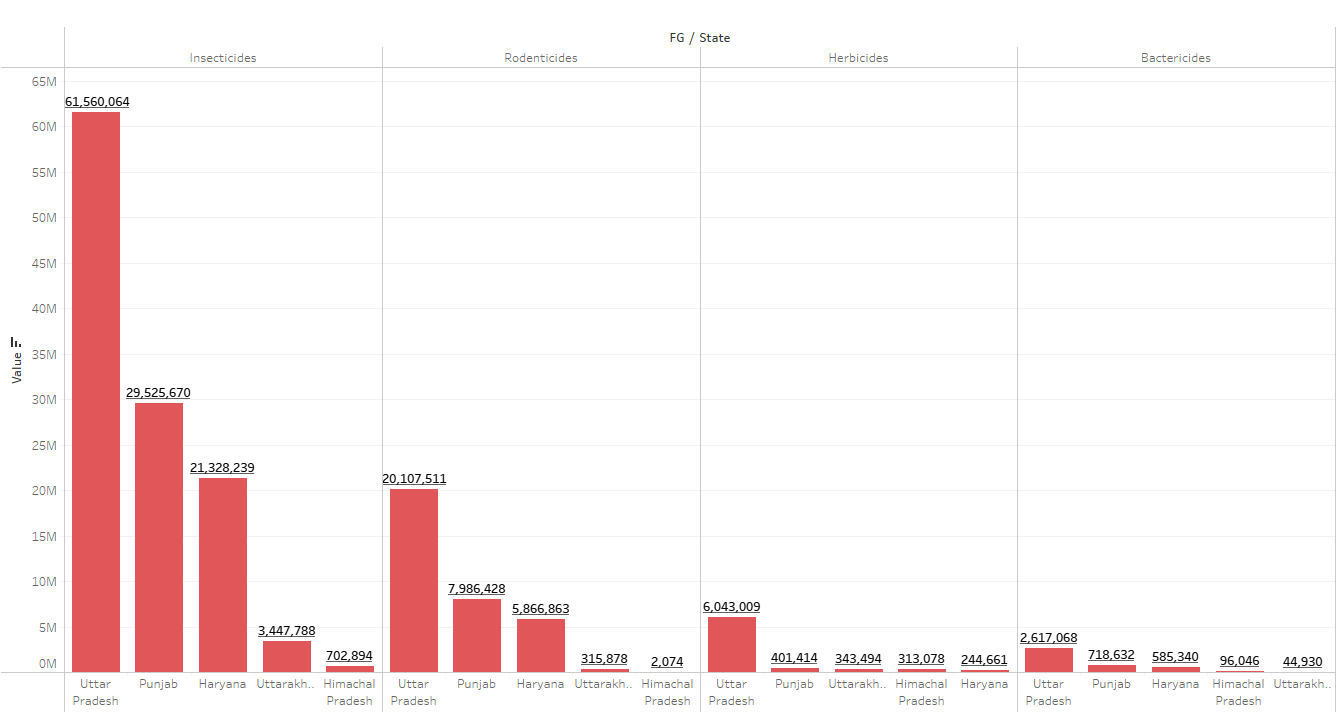 FG / State
Insecticides Rodenticides Herbicides Bactericides
65M
60M
55M
50M
45M
40M
35M
30M
25M
20M
15M
10M
5M
0M
Value
61,560,064
29,525,670
21,328,239
3,447,788
702,894
20,107,511
7,986,428
5,866,863
315,878
2,074
6,043,009
401,414
343,494
313,078
244,661
2,617,068
718,632
585,340
96,046
44,930
Uttar
Pradesh
Punjab
Haryana
Uttarakh..
Himachal
Pradesh
Uttar
Pradesh
Punjab
Haryana
Uttarakh..
Himachal
Pradesh
Uttar
Pradesh
Punjab
Uttarakh..
Himachal
Pradesh
Haryana
Uttar
Pradesh
Punjab
Haryana
Himachal
Pradesh
Uttarakh..